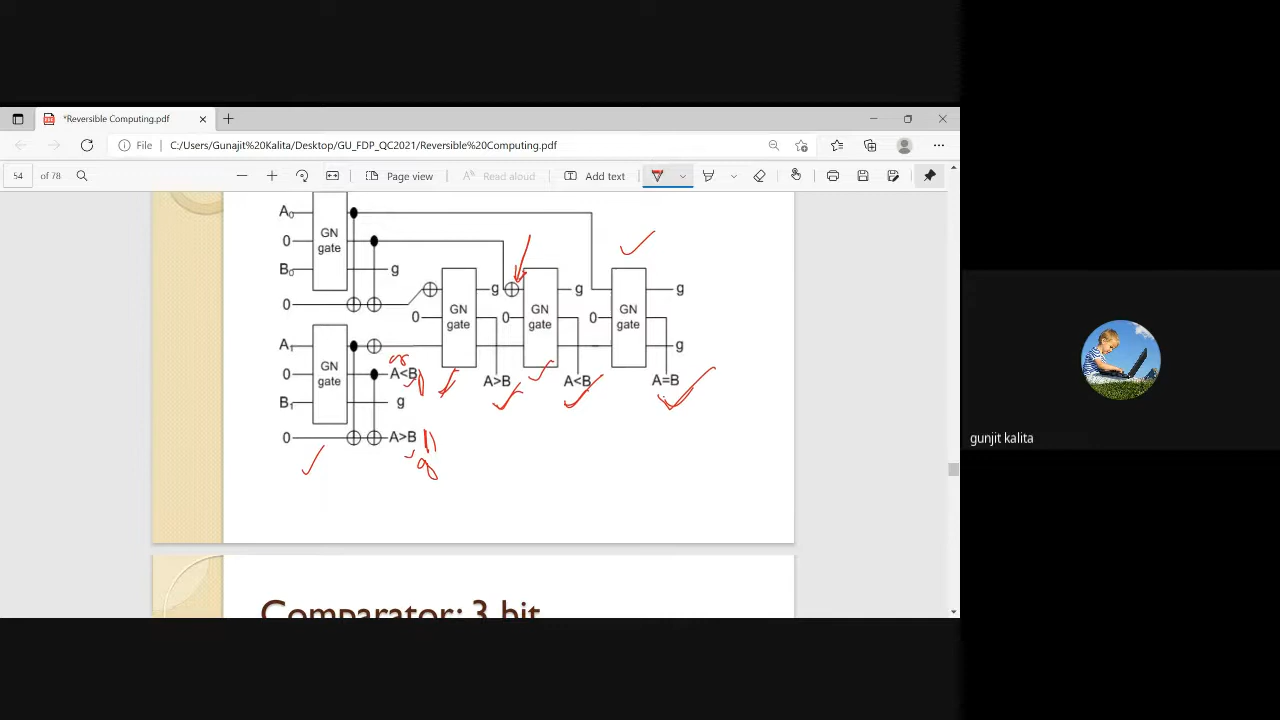 *Reversible Computing.pdf
File
C:/Users/Gunajit%20Kalita/Desktop/GU_FDP_QC2021/Reversible%20Computing.pdf
54 of 78
Page view
Read aloud
Add text
A₀
0
GN gate
B₀
g
0
g
g
g
GN gate
GN gate
GN gate
0
0
0
A₁
g
0
GN gate
A<B
A>B
A<B
A=B
B₁
g
0
A>B
g
Comparator: 3 bit
gunjit kalita